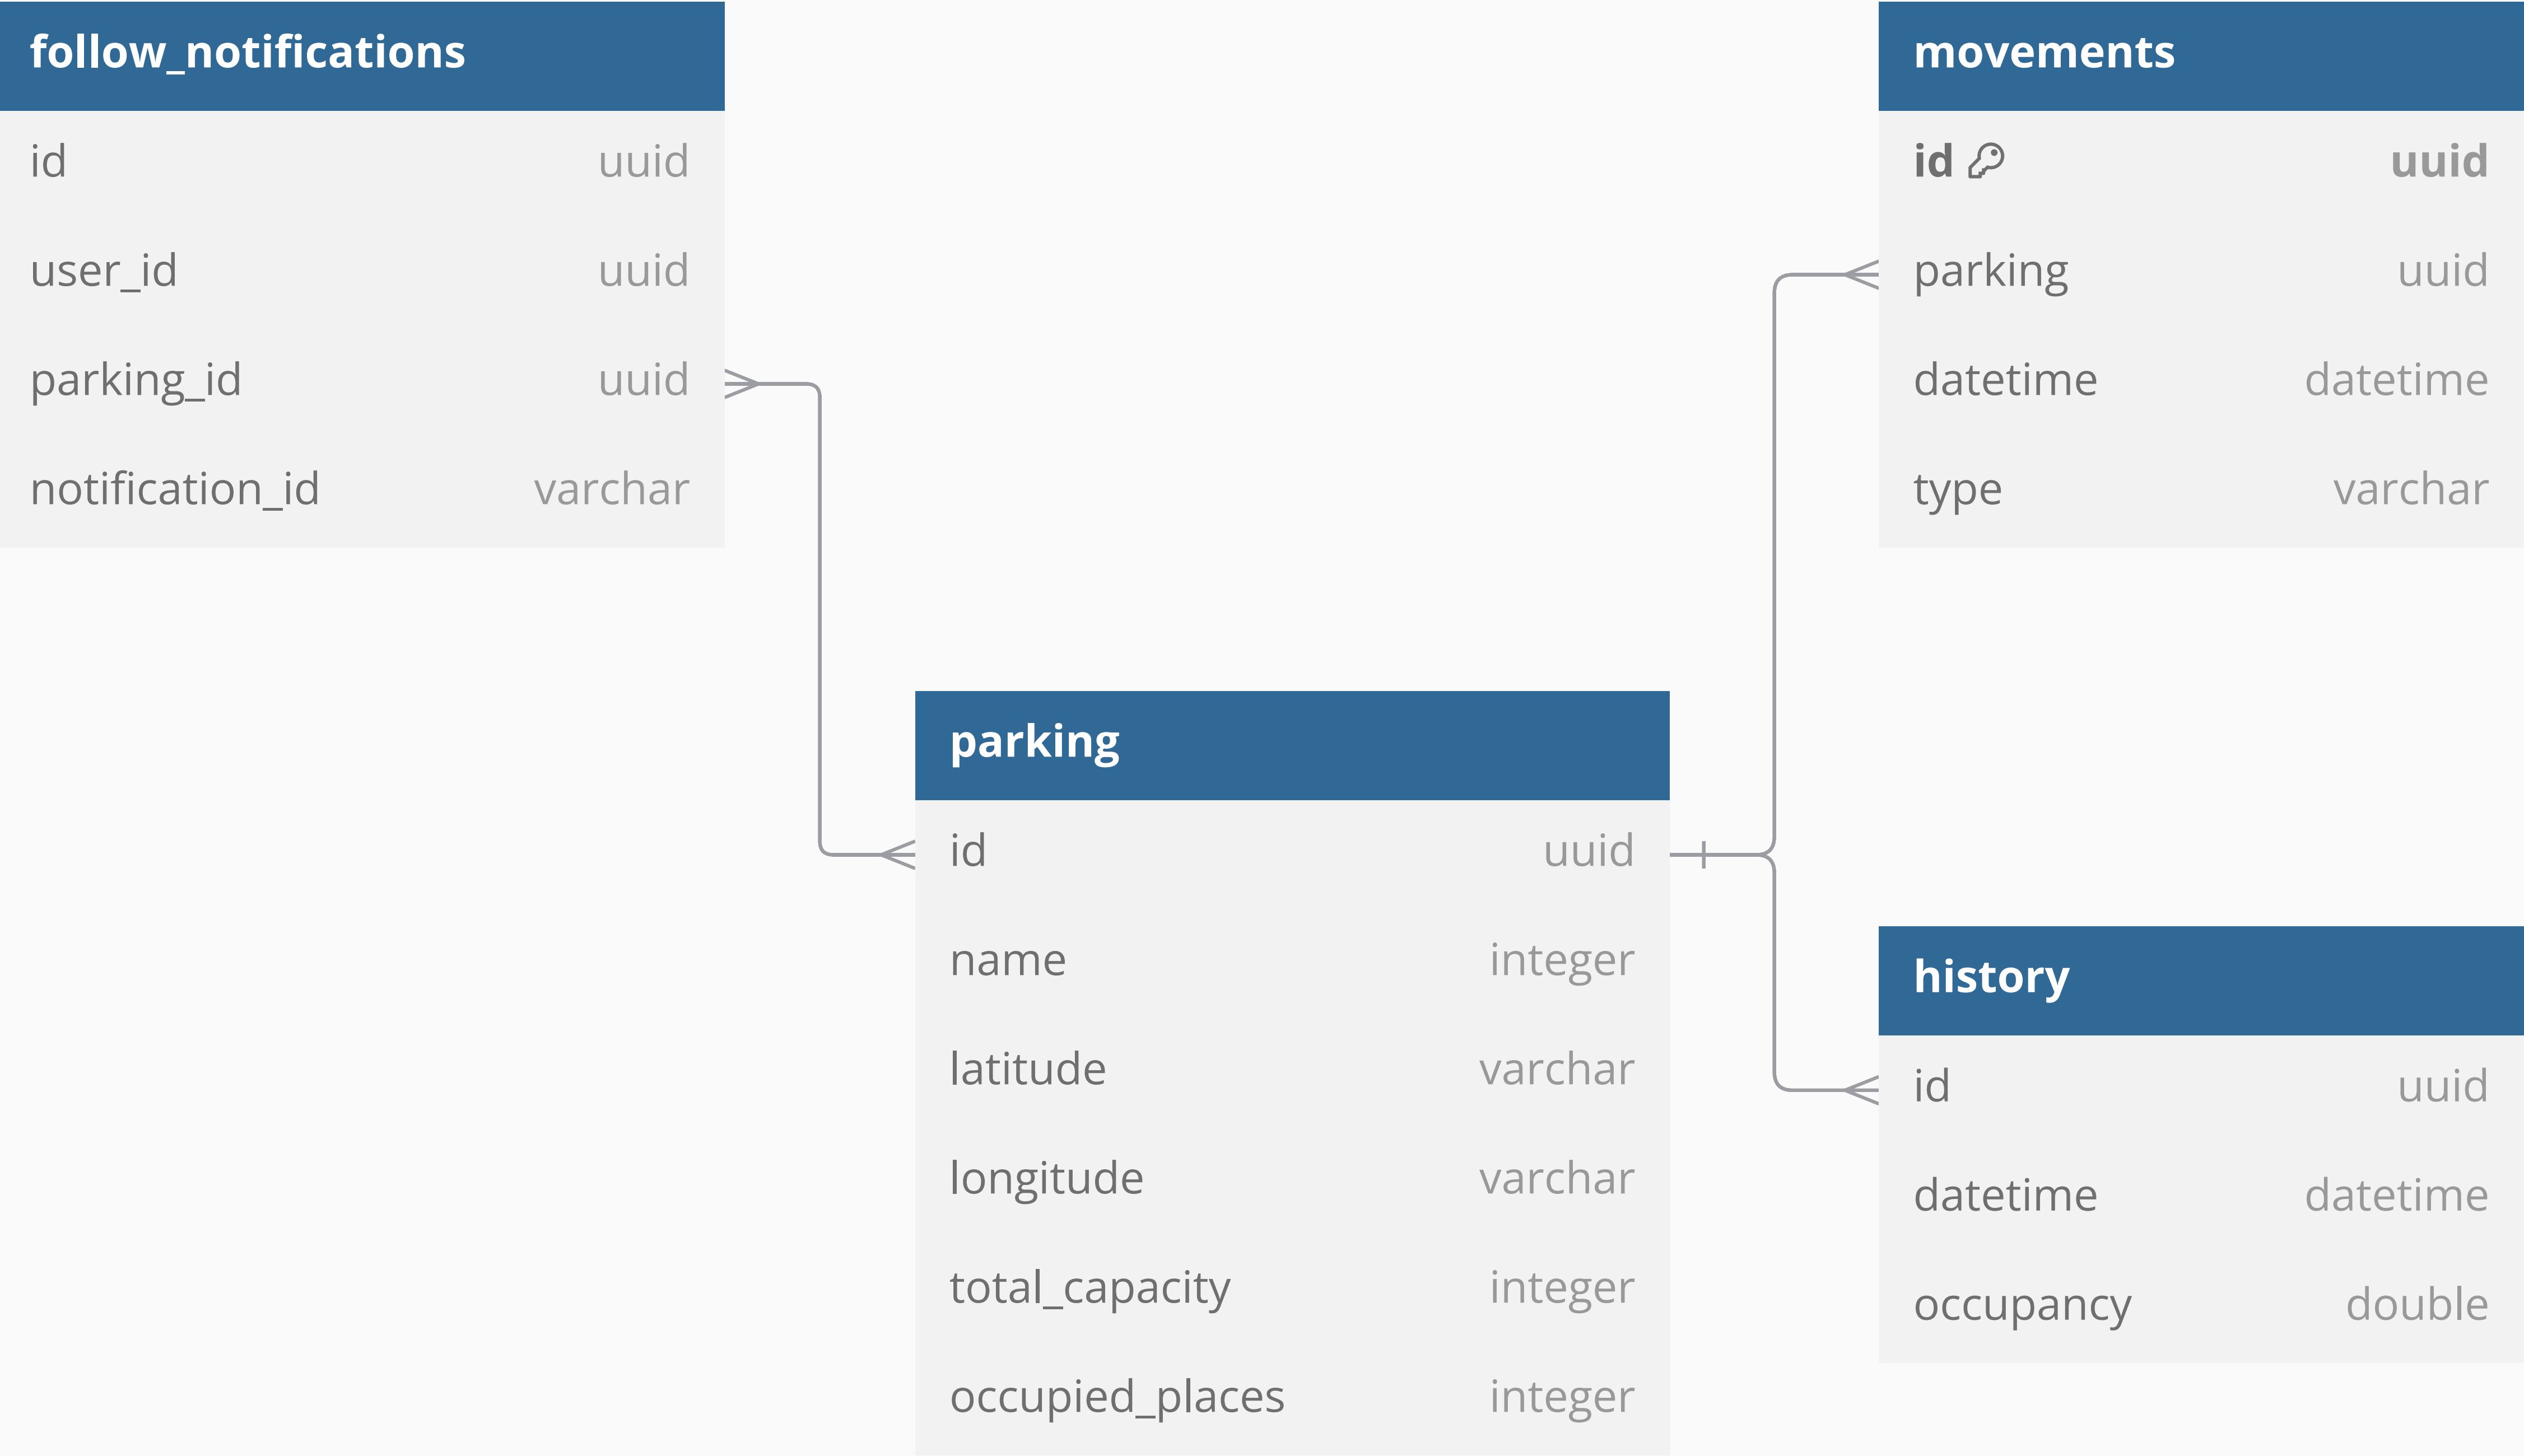 follow_notifications
id uuid
user_id uuid
parking_id uuid
notification_id varchar
movements
id uuid
parking uuid
datetime datetime
type varchar
parking
id uuid
name integer
latitude varchar
longitude varchar
total_capacity integer
occupied_places integer
history
id uuid
datetime datetime
occupancy double